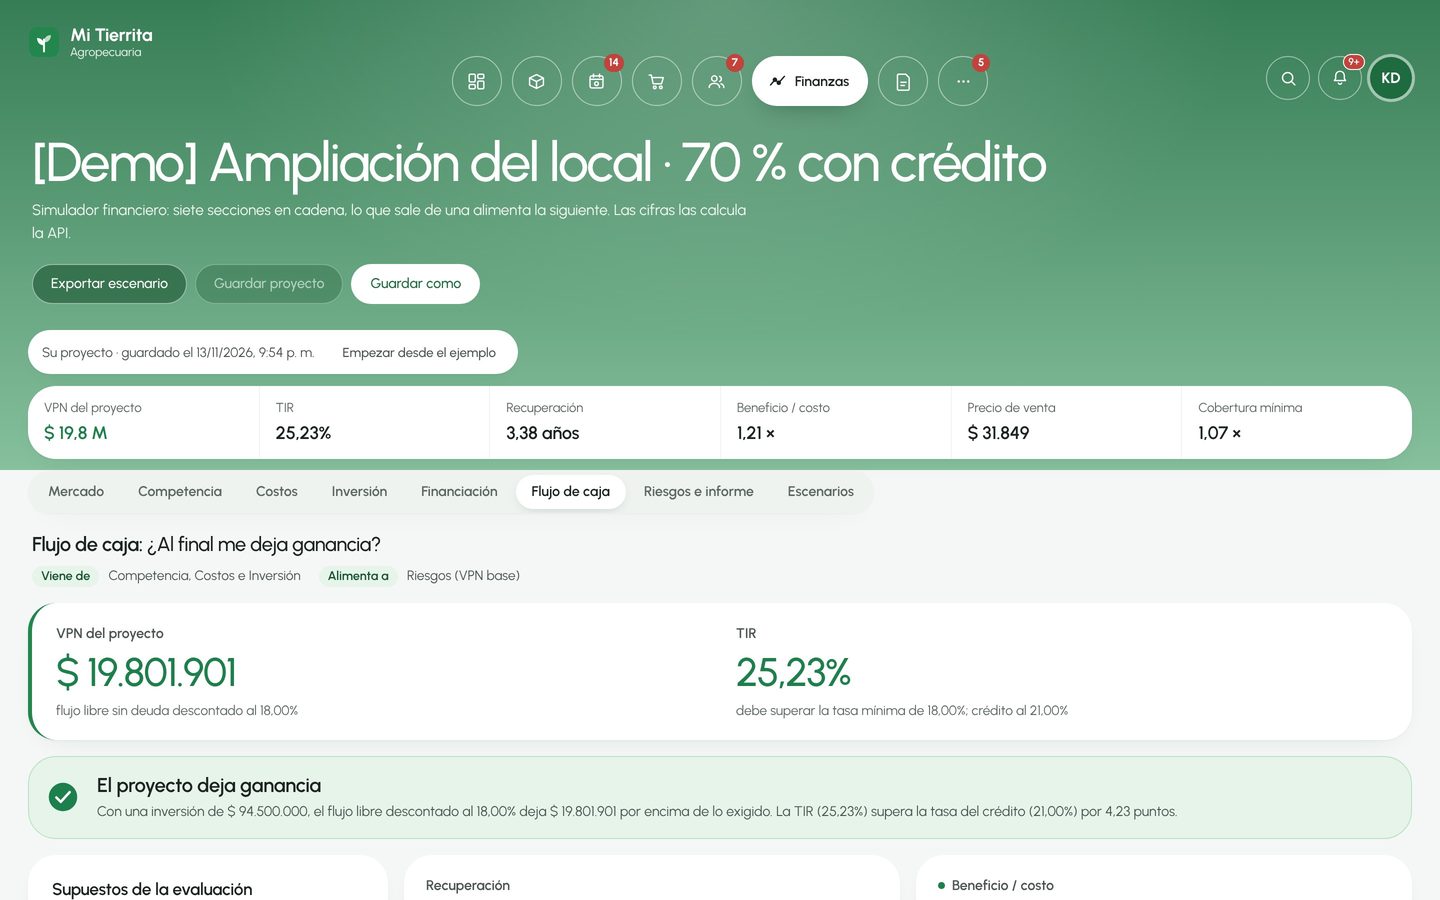 Mi Tierrita
Agropecuaria
14
7
Finanzas
5
9+
KD
[Demo] Ampliación del local · 70 % con crédito
Simulador financiero: siete secciones en cadena, lo que sale de una alimenta la siguiente. Las cifras las calcula
la API.
Exportar escenario
Guardar proyecto
Guardar como
Su proyecto · guardado el 13/11/2026, 9:54 p. m.
Empezar desde el ejemplo
VPN del proyecto
$ 19,8 M
TIR
25,23%
Recuperación
3,38 años
Beneficio / costo
1,21 ×
Precio de venta
$ 31.849
Cobertura mínima
1,07 ×
Mercado
Competencia
Costos
Inversión
Financiación
Flujo de caja
Riesgos e informe
Escenarios
Flujo de caja: ¿Al final me deja ganancia?
Viene de
Competencia, Costos e Inversión
Alimenta a
Riesgos (VPN base)
VPN del proyecto
$ 19.801.901
flujo libre sin deuda descontado al 18,00%
TIR
25,23%
debe superar la tasa mínima de 18,00%; crédito al 21,00%
El proyecto deja ganancia
Con una inversión de $ 94.500.000, el flujo libre descontado al 18,00% deja $ 19.801.901 por encima de lo exigido. La TIR (25,23%) supera la tasa del crédito (21,00%) por 4,23 puntos.
Supuestos de la evaluación
Recuperación
Beneficio / costo